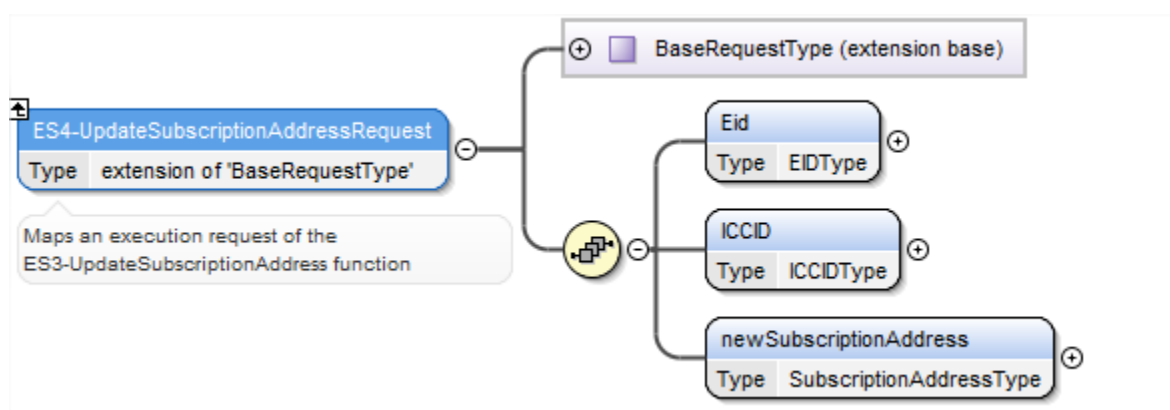 BaseRequestType (extension base)
ES4-UpdateSubscriptionAddressRequest
Type extension of 'BaseRequestType'
Maps an execution request of the
ES3-UpdateSubscriptionAddress function
Eid
Type EIDType
ICCID
Type ICCIDType
newSubscriptionAddress
Type SubscriptionAddressType